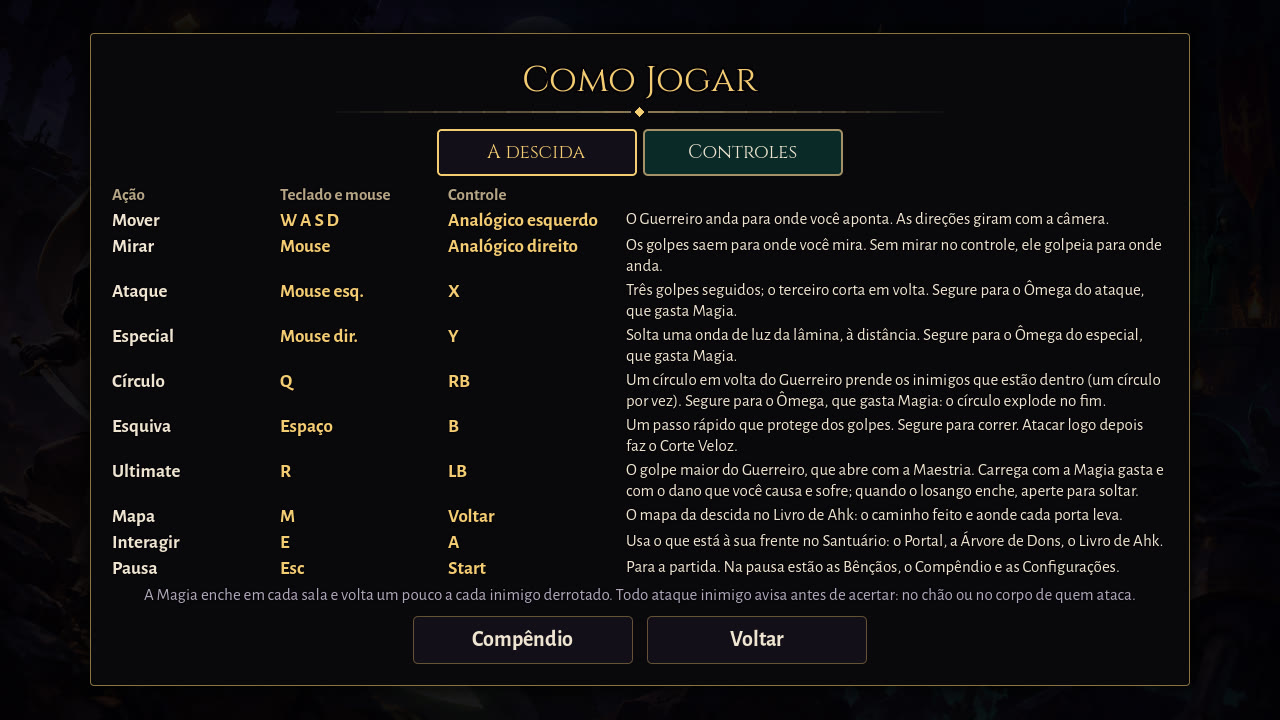 Como Jogar
A descida
Controles
Ação Teclado e mouse Controle
Mover W A S D Analógico esquerdo O Guerreiro anda para onde você aponta. As direções giram com a câmera.
Mirar Mouse Analógico direito Os golpes saem para onde você mira. Sem mirar no controle, ele golpeia para onde
anda.
Ataque Mouse esq. X Três golpes seguidos; o terceiro corta em volta. Segure para o Ômega do ataque,
que gasta Magia.
Especial Mouse dir. Y Solta uma onda de luz da lâmina, à distância. Segure para o Ômega do especial,
que gasta Magia.
Círculo Q RB Um círculo em volta do Guerreiro prende os inimigos que estão dentro (um círculo
por vez). Segure para o Ômega, que gasta Magia: o círculo explode no fim.
Esquiva Espaço B Um passo rápido que protege dos golpes. Segure para correr. Atacar logo depois
faz o Corte Veloz.
Ultimate R LB O golpe maior do Guerreiro, que abre com a Maestria. Carrega com a Magia gasta e
com o dano que você causa e sofre; quando o losango enche, aperte para soltar.
Mapa M Voltar O mapa da descida no Livro de Ahk: o caminho feito e aonde cada porta leva.
Interagir E A Usa o que está à sua frente no Santuário: o Portal, a Árvore de Dons, o Livro de Ahk.
Pausa Esc Start Para a partida. Na pausa estão as Bênçãos, o Compêndio e as Configurações.
A Magia enche em cada sala e volta um pouco a cada inimigo derrotado. Todo ataque inimigo avisa antes de acertar: no chão ou no corpo de quem ataca.
Compêndio
Voltar